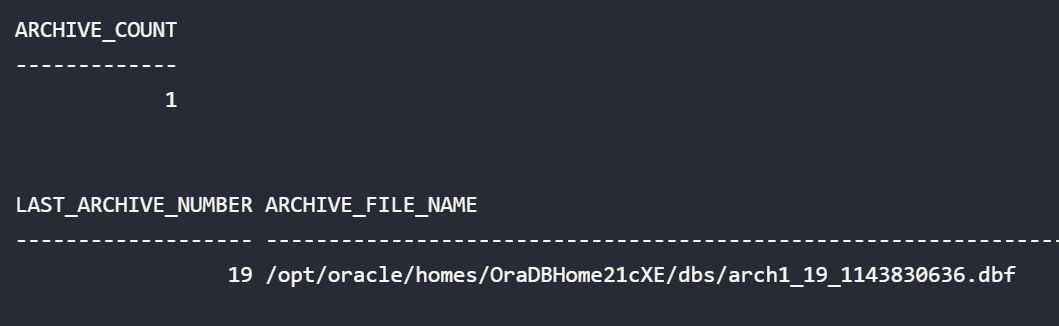 ARCHIVE_COUNT
-------------
1
LAST_ARCHIVE_NUMBER ARCHIVE_FILE_NAME
------------------- ---------------------------------------------------------------
19 /opt/oracle/homes/OraDBHome21cXE/dbs/arch1_19_1143830636.dbf